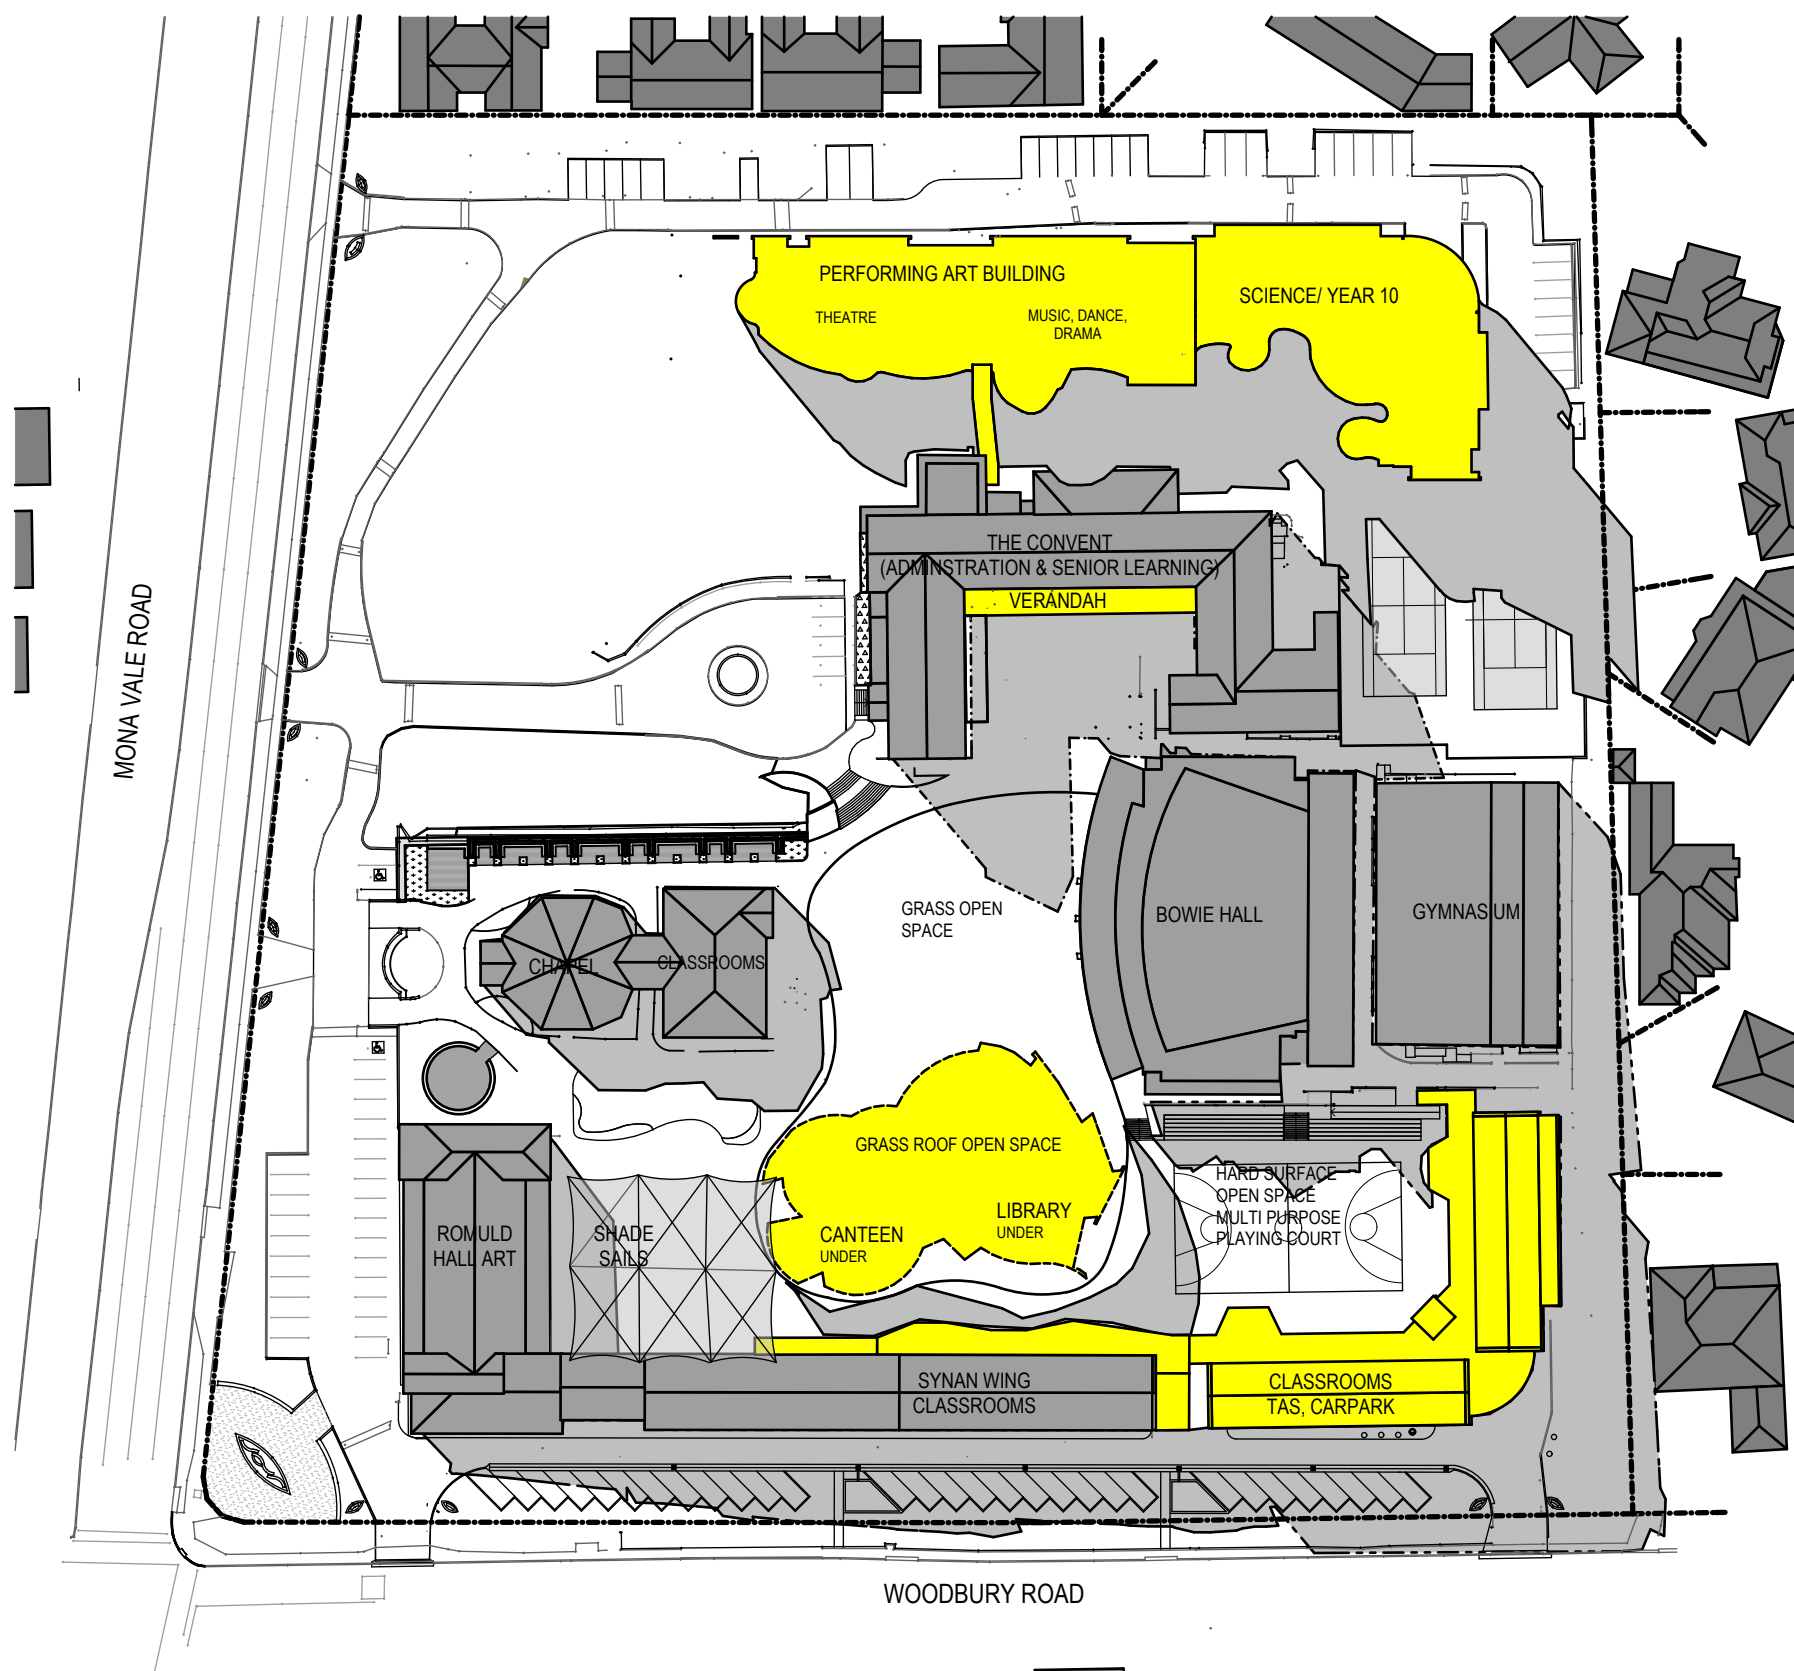 PERFORMING ART BUILDING
THEATRE
MUSIC, DANCE,
DRAMA
SCIENCE/ YEAR 10
THE CONVENT
(ADMINSTRATION & SENIOR LEARNING)
VERANDAH
MONA VALE ROAD
GRASS OPEN
SPACE
BOWIE HALL
GYMNASIUM
CHAPEL
CLASSROOMS
GRASS ROOF OPEN SPACE
LIBRARY
UNDER
CANTEEN
UNDER
HARD SURFACE
OPEN SPACE
MULTI PURPOSE
PLAYING COURT
ROMULD
HALL ART
SHADE
SAILS
SYNAN WING
CLASSROOMS
CLASSROOMS
TAS, CARPARK
WOODBURY ROAD